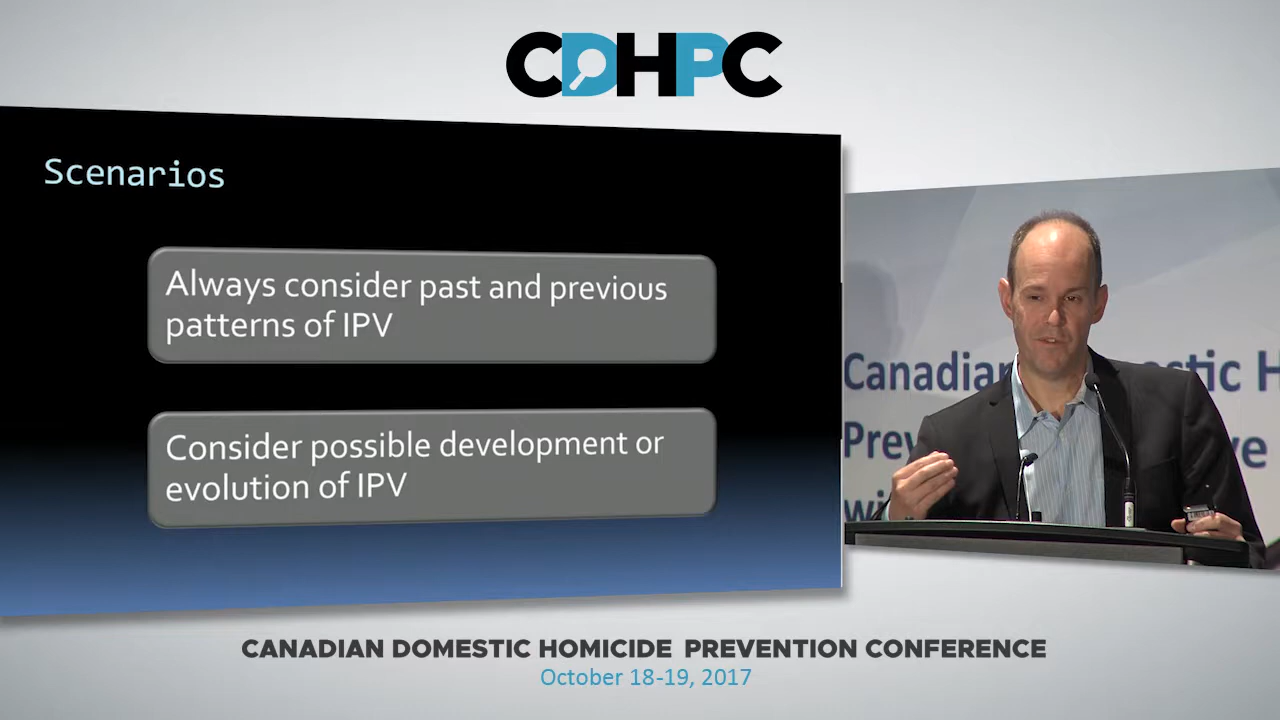 CDHPC
Scenarios
Always consider past and previous
patterns of IPV
Consider possible development or
evolution of IPV
Canadian
CANADIAN DOMESTIC HOMICIDE PREVENTION CONFERENCE
October 18-19, 2017